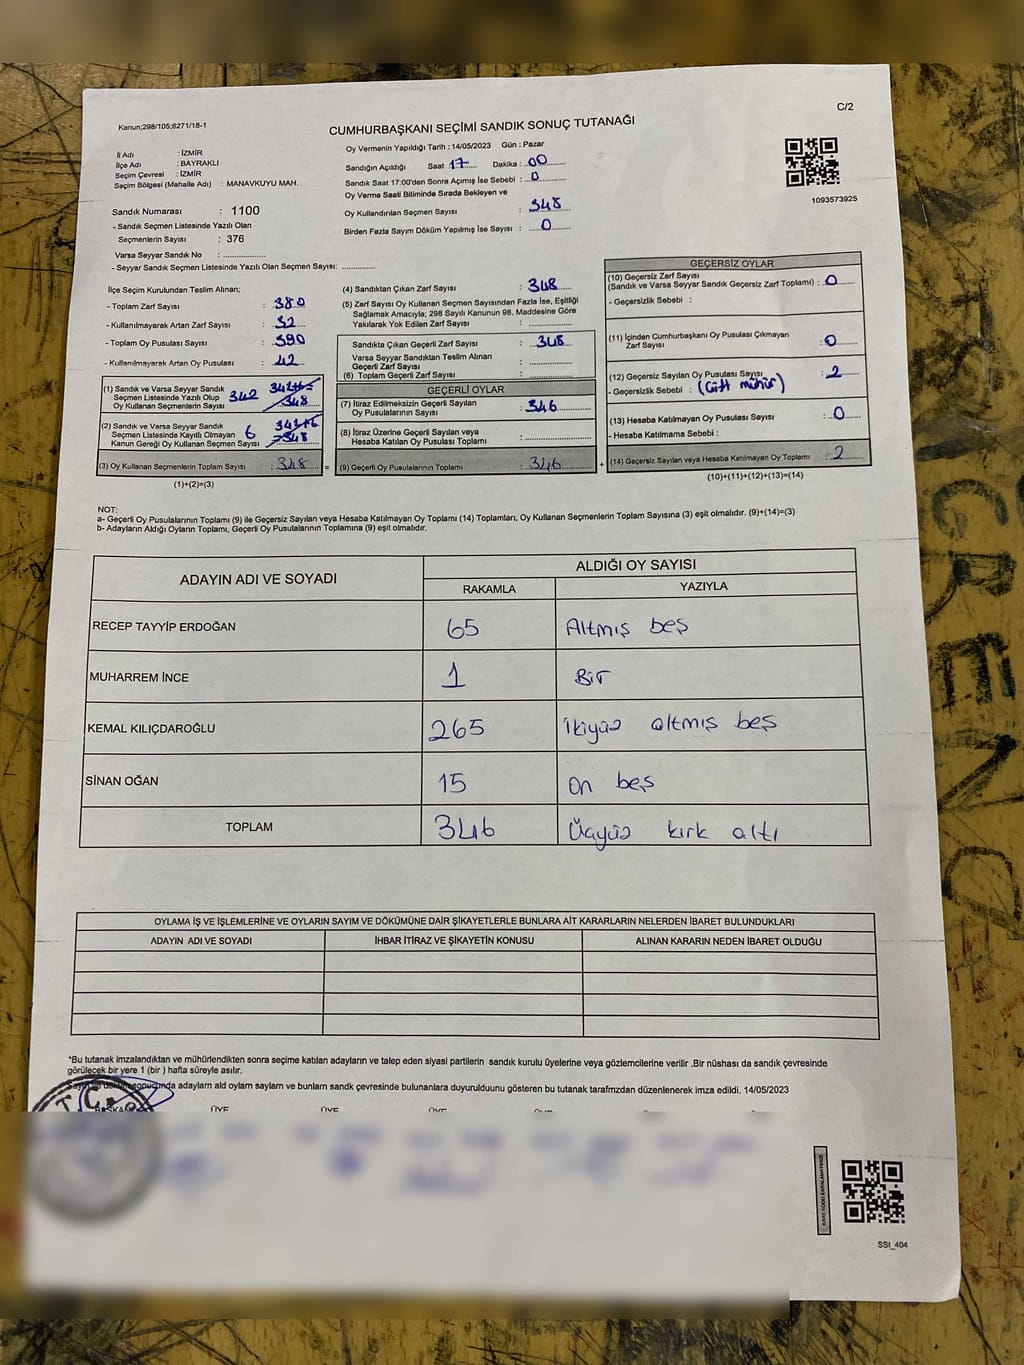 C/2
Kanun;298/105;6271/18-1
CUMHURBAŞKANI SEÇİMİ SANDIK SONUÇ TUTANAĞI
İl Adı : İZMİR
İlçe Adı : BAYRAKLI
Seçim Çevresi : İZMİR
Seçim Bölgesi (Mahalle Adı) : MANAVKUYU MAH.
Sandık Numarası : 1100
- Sandık Seçmen Listesinde Yazılı Olan
Seçmenlerin Sayısı : 376
Varsa Seyyar Sandık No : ..............
- Seyyar Sandık Seçmen Listesinde Yazılı Olan Seçmen Sayısı: ..............
Oy Vermenin Yapıldığı Tarih : 14/05/2023 Gün : Pazar
Sandığın Açıldığı Saat 17 Dakika : 00
Sandık Saat 17:00'den Sonra Açımış İse Sebebi : 0
Oy Verme Saati Bitiminde Sırada Bekleyen ve
Oy Kullandırılan Seçmen Sayısı : 348
Birden Fazla Sayım Döküm Yapılmış İse Sayısı : 0
1093573925
İlçe Seçim Kurulundan Teslim Alınan;
- Toplam Zarf Sayısı : 380
- Kullanılmayarak Artan Zarf Sayısı : 32
- Toplam Oy Pusulası Sayısı : 390
- Kullanılmayarak Artan Oy Pusulası : 42
(1) Sandık ve Varsa Seyyar Sandık
Seçmen Listesinde Yazılı Olup
Oy Kullanan Seçmenlerin Sayısı 342 342+6 348
(2) Sandık ve Varsa Seyyar Sandık
Seçmen Listesinde Kayıtlı Olmayan
Kanun Gereği Oy Kullanan Seçmen Sayısı 6 342+6 348
(3) Oy Kullanan Seçmenlerin Toplam Sayısı : 348 =
(1)+(2)=(3)
(4) Sandıktan Çıkan Zarf Sayısı : 348
(5) Zarf Sayısı Oy Kullanan Seçmen Sayısından Fazla İse, Eşitliği
Sağlamak Amacıyla; 298 Sayılı Kanunun 98. Maddesine Göre
Yakılarak Yok Edilen Zarf Sayısı : ..............
Sandıkta Çıkan Geçerli Zarf Sayısı : 348
Varsa Seyyar Sandıktan Teslim Alınan
Geçerli Zarf Sayısı : ..............
(6) Toplam Geçerli Zarf Sayısı : ..............
GEÇERLİ OYLAR
(7) İtiraz Edilmeksizin Geçerli Sayılan
Oy Pusulalarının Sayısı : 346
(8) İtiraz Üzerine Geçerli Sayılan veya
Hesaba Katılan Oy Pusulası Toplamı : ..............
(9) Geçerli Oy Pusulalarının Toplamı : 346 +
GEÇERSİZ OYLAR
(10) Geçersiz Zarf Sayısı
(Sandık ve Varsa Seyyar Sandık Geçersiz Zarf Toplamı) : 0
- Geçersizlik Sebebi :
(11) İçinden Cumhurbaşkanı Oy Pusulası Çıkmayan
Zarf Sayısı : 0
(12) Geçersiz Sayılan Oy Pusulası Sayısı : 2
- Geçersizlik Sebebi : (Çift mühür)
(13) Hesaba Katılmayan Oy Pusulası Sayısı : 0
- Hesaba Katılmama Sebebi :
(14) Geçersiz Sayılan veya Hesaba Katılmayan Oy Toplamı : 2
(10)+(11)+(12)+(13)=(14)
NOT:
a- Geçerli Oy Pusulalarının Toplamı (9) ile Geçersiz Sayılan veya Hesaba Katılmayan Oy Toplamı (14) Toplamları, Oy Kullanan Seçmenlerin Toplam Sayısına (3) eşit olmalıdır. (9)+(14)=(3)
b- Adayların Aldığı Oyların Toplamı, Geçerli Oy Pusulalarının Toplamına (9) eşit olmalıdır.
ADAYIN ADI VE SOYADI ALDIĞI OY SAYISI
RAKAMLA YAZIYLA
RECEP TAYYİP ERDOĞAN 65 Altmış beş
MUHARREM İNCE 1 Bir
KEMAL KILIÇDAROĞLU 265 İkiyüz altmış beş
SİNAN OĞAN 15 On beş
TOPLAM 346 Üçyüz kırk altı
OYLAMA İŞ VE İŞLEMLERİNE VE OYLARIN SAYIM VE DÖKÜMÜNE DAİR ŞİKAYETLERLE BUNLARA AİT KARARLARIN NELERDEN İBARET BULUNDUKLARI
ADAYIN ADI VE SOYADI İHBAR İTİRAZ VE ŞİKAYETİN KONUSU ALINAN KARARIN NEDEN İBARET OLDUĞU
*Bu tutanak imzalandıktan ve mühürlendikten sonra seçime katılan adayların ve talep eden siyasi partilerin sandık kurulu üyelerine veya gözlemcilerine verilir .Bir nüshası da sandık çevresinde
görülecek bir yere 1 (bir ) hafta süreyle asılır.
sonucunda adayların ald oyların sayların ve bunların sandık çevresinde bulunanlara duyurulduunu gösteren bu tutanak tarafmzdan düzenlenerek imza edildi. 14/05/2023
T.C.
BAŞKAN ÜYE ÜYE ÜYE ÜYE
SSI_404